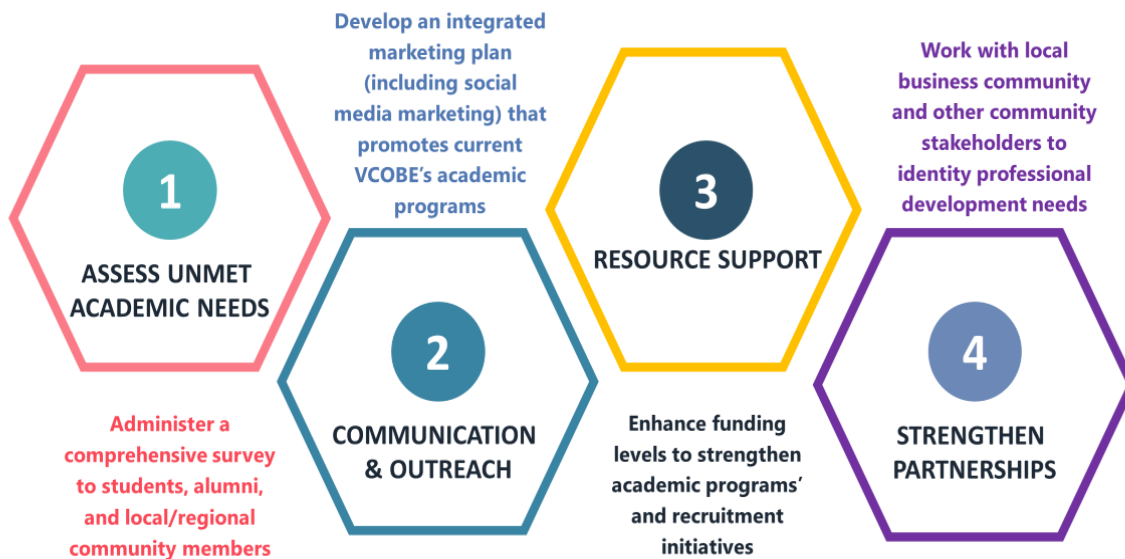 1
ASSESS UNMET
ACADEMIC NEEDS
Administer a
comprehensive survey
to students, alumni,
and local/regional
community members
Develop an integrated
marketing plan
(including social
media marketing) that
promotes current
VCOBE’s academic
programs
2
COMMUNICATION
& OUTREACH
3
RESOURCE SUPPORT
Enhance funding
levels to strengthen
academic programs’
and recruitment
initiatives
Work with local
business community
and other community
stakeholders to
identity professional
development needs
4
STRENGTHEN
PARTNERSHIPS